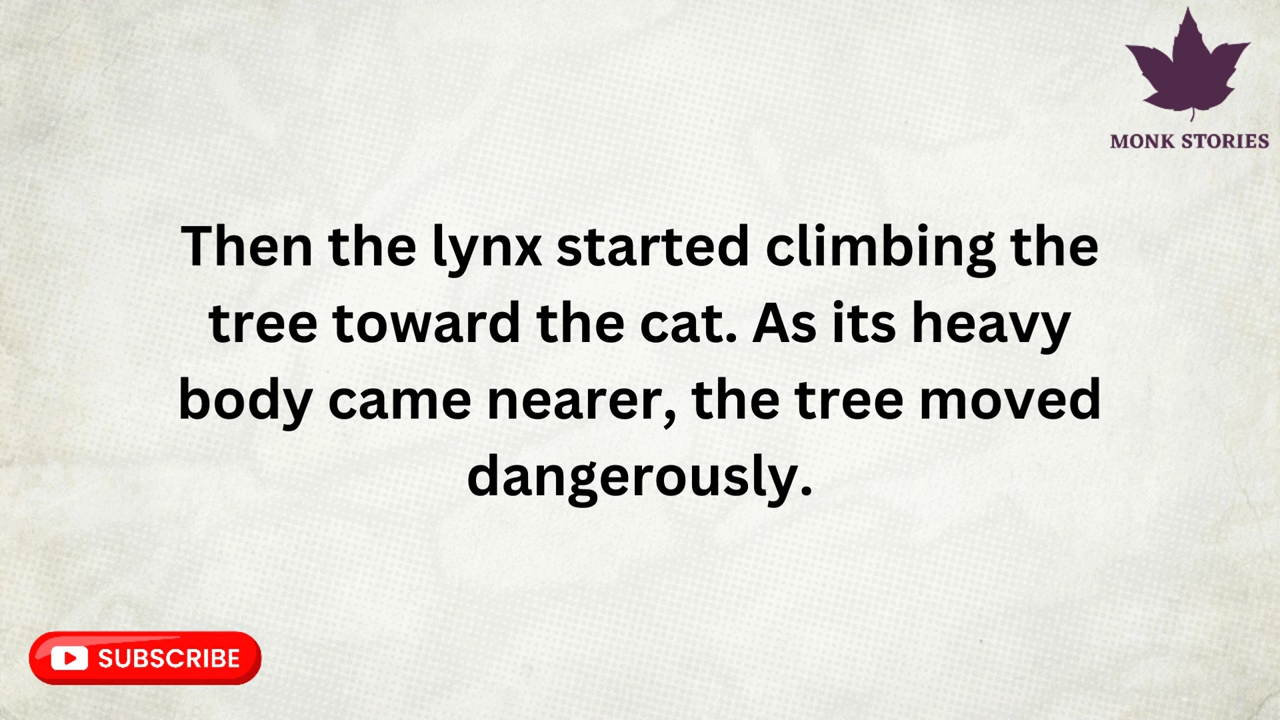 MONK STORIES
Then the lynx started climbing the
tree toward the cat. As its heavy
body came nearer, the tree moved
dangerously.
SUBSCRIBE